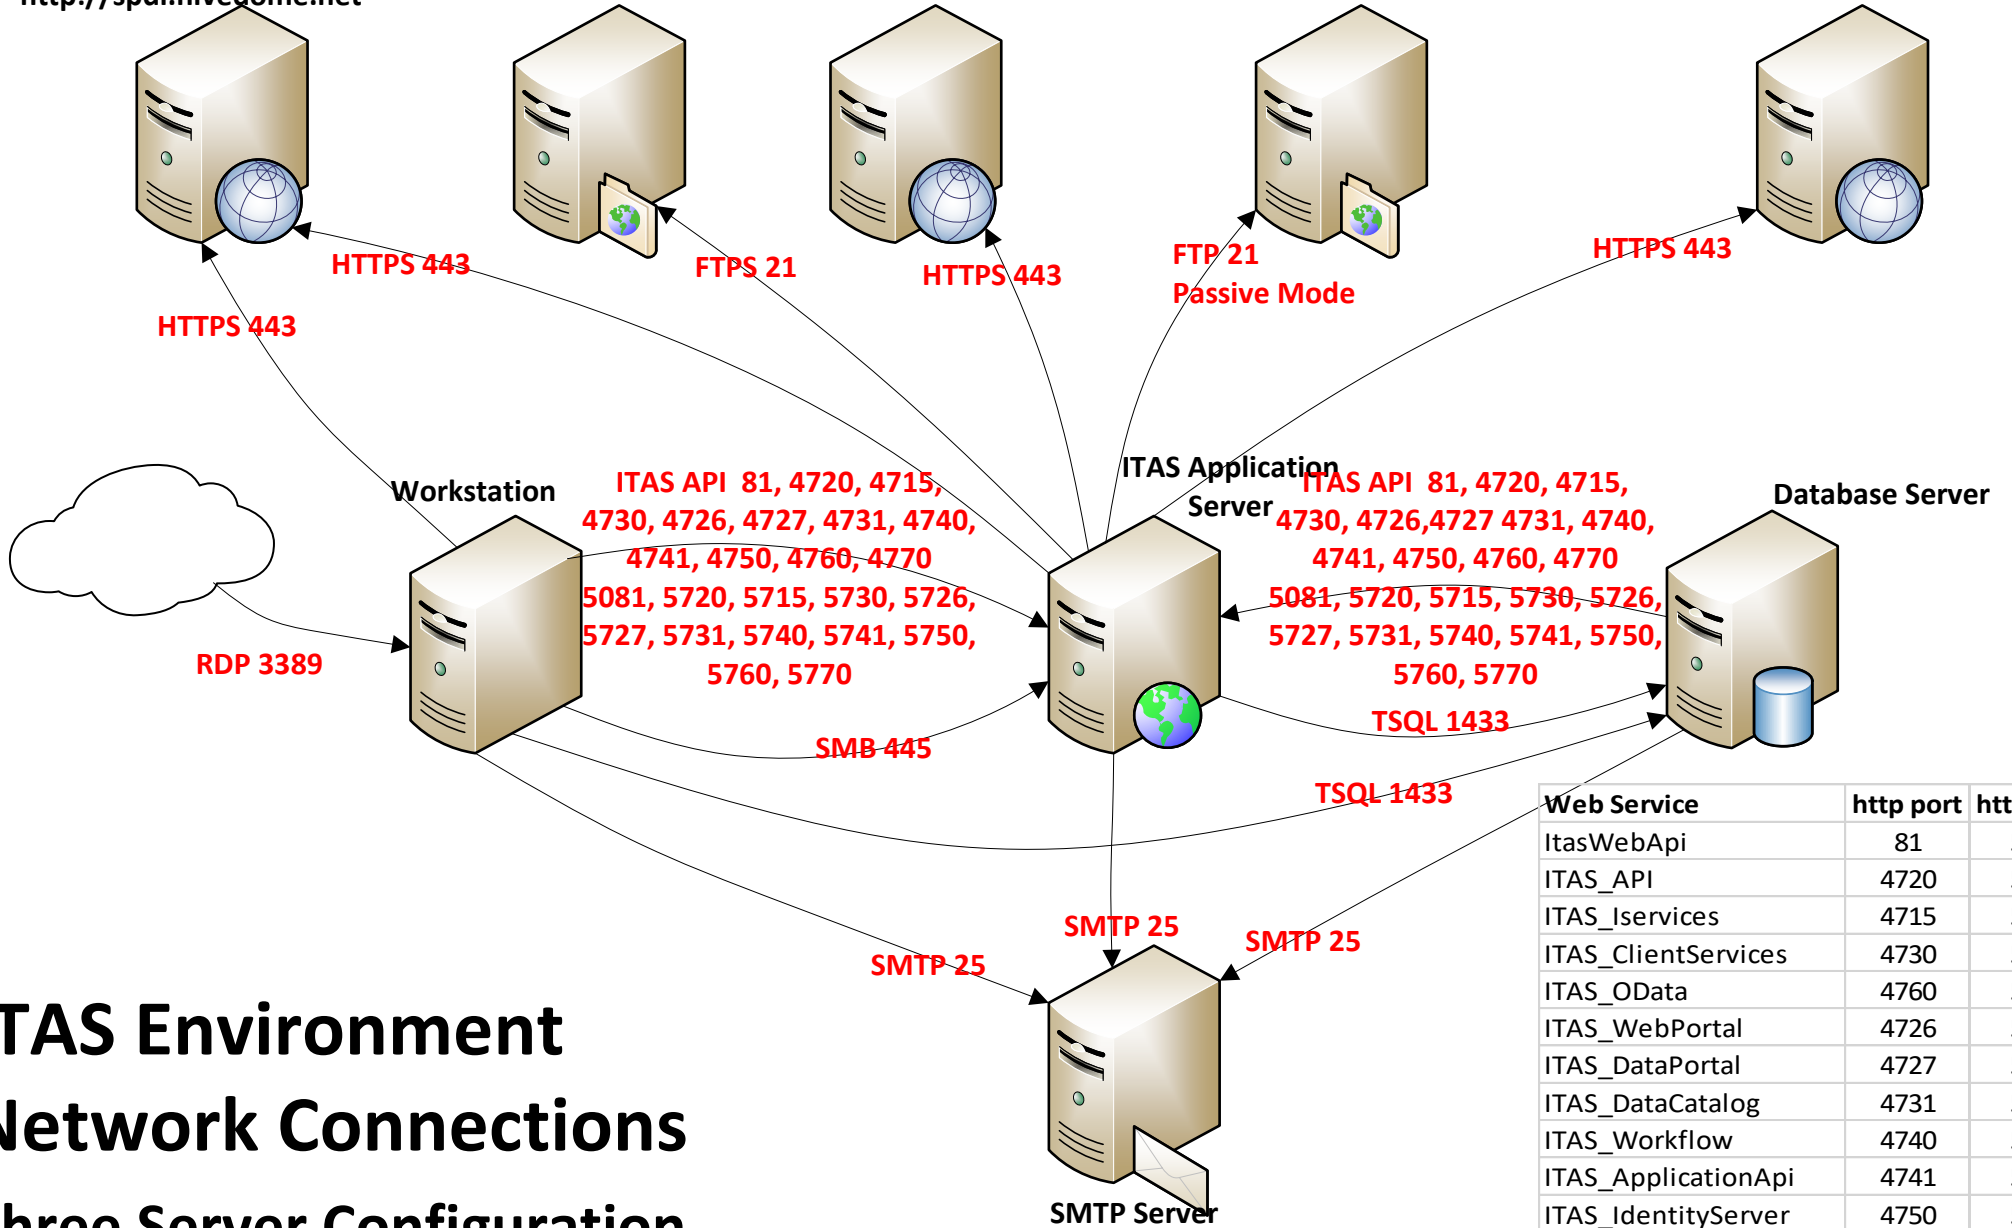 HTTPS 443
FTPS 21
HTTPS 443
FTP 21
Passive Mode
HTTPS 443
HTTPS 443
Workstation
ITAS API  81, 4720, 4715,
4730, 4726, 4727, 4731, 4740,
4741, 4750, 4760, 4770
5081, 5720, 5715, 5730, 5726,
5727, 5731, 5740, 5741, 5750,
5760, 5770
ITAS Application
Server
ITAS API  81, 4720, 4715,
4730, 4726,4727 4731, 4740,
4741, 4750, 4760, 4770
5081, 5720, 5715, 5730, 5726,
5727, 5731, 5740, 5741, 5750,
5760, 5770
Database Server
RDP 3389
SMB 445
TSQL 1433
TSQL 1433
SMTP 25
SMTP 25
SMTP 25
SMTP Server
TAS Environment
Network Connections
hree Server Configuration
Web Service http port htt
ItasWebApi 81
ITAS_API 4720
ITAS_Iservices 4715
ITAS_ClientServices 4730
ITAS_OData 4760
ITAS_WebPortal 4726
ITAS_DataPortal 4727
ITAS_DataCatalog 4731
ITAS_Workflow 4740
ITAS_ApplicationApi 4741
ITAS_IdentityServer 4750